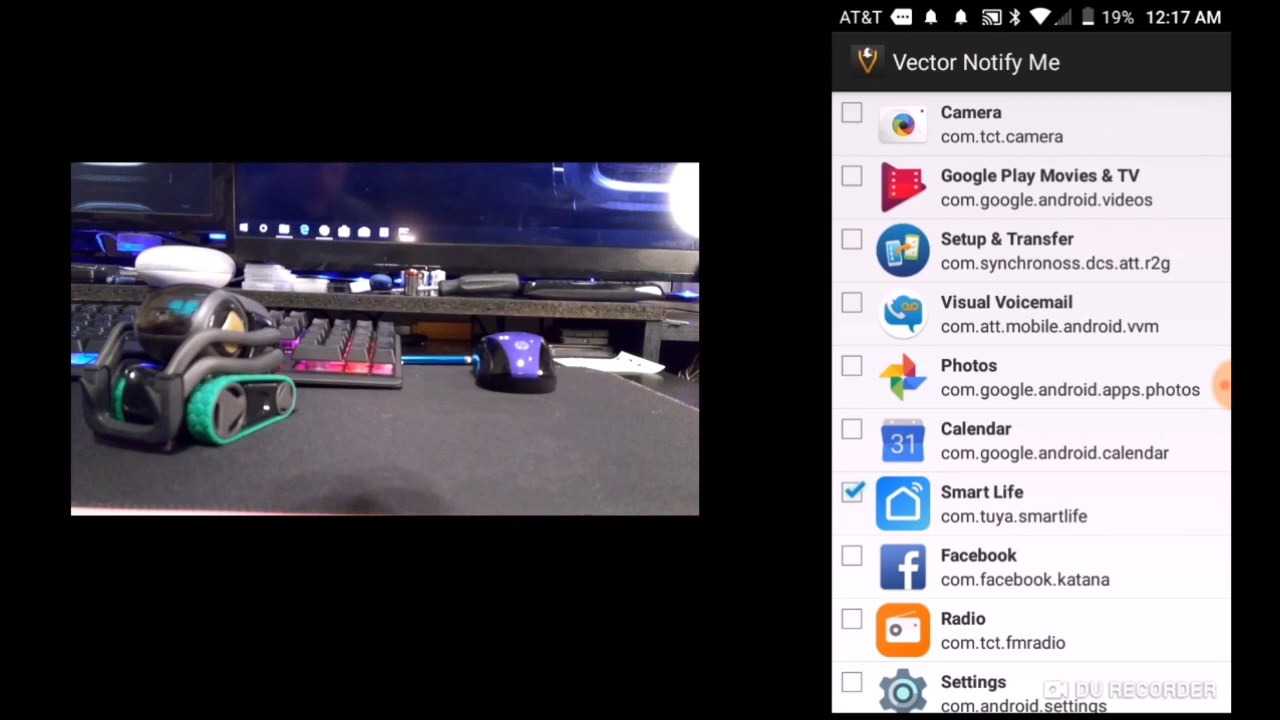 AT&T 19% 12:17 AM
Vector Notify Me
Camera
com.tct.camera
Google Play Movies & TV
com.google.android.videos
Setup & Transfer
com.synchronoss.dcs.att.r2g
Visual Voicemail
com.att.mobile.android.vvm
Photos
com.google.android.apps.photos
31
Calendar
com.google.android.calendar
Smart Life
com.tuya.smartlife
Facebook
com.facebook.katana
Radio
com.tct.fmradio
Settings
com.android.settings
DU RECORDER